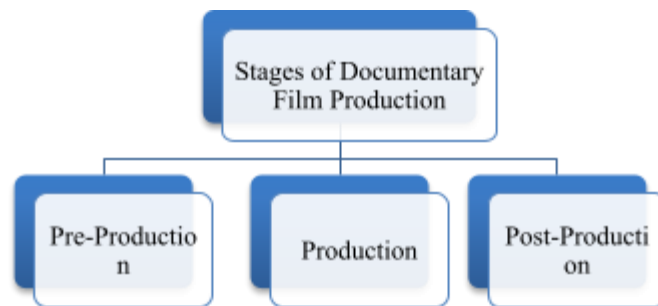 Stages of Documentary
Film Production
Pre-Productio
n
Production
Post-Producti
on